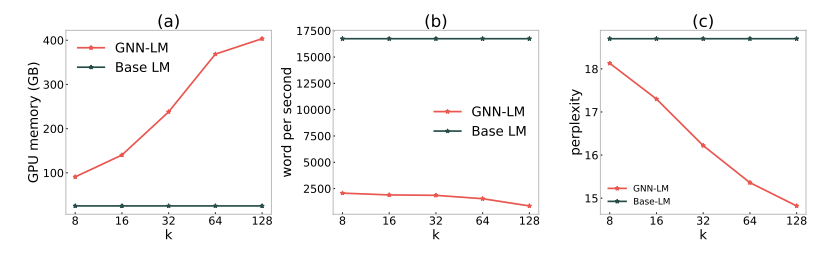 (a)
GPU memory (GB)
400
300
200
100
GNN-LM
Base LM
8 16 32 64 128
k
(b)
word per second
17500
15000
12500
10000
7500
5000
2500
GNN-LM
Base LM
8 16 32 64 128
k
(c)
perplexity
18
17
16
15
GNN-LM
Base-LM
8 16 32 64 128
k